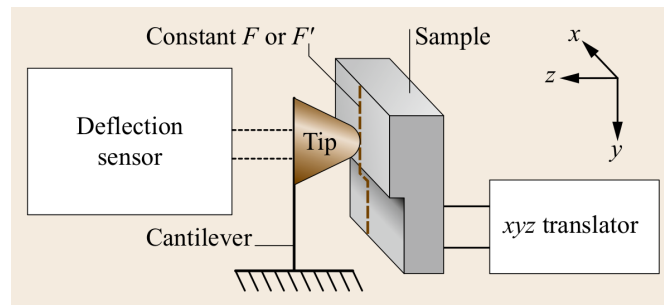 Constant F or F′
Sample
x
z
y
Deflection
sensor
Tip
Cantilever
xyz translator